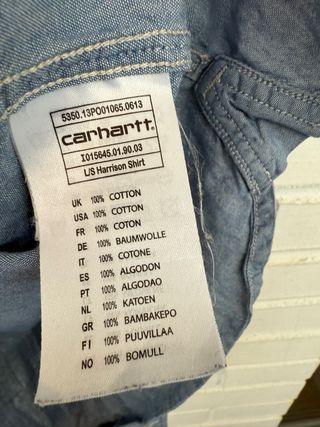 5350.13PO01065.0613
carhartt.
I015645.01.90.03
L/S Harrison Shirt
UK 100% COTTON
USA 100% COTTON
FR 100% COTON
DE 100% BAUMWOLLE
IT 100% COTONE
ES 100% ALGODON
PT 100% ALGODAO
NL 100% KATOEN
GR 100% BAMBAKEPO
FI 100% PUUVILLAA
NO 100% BOMULL